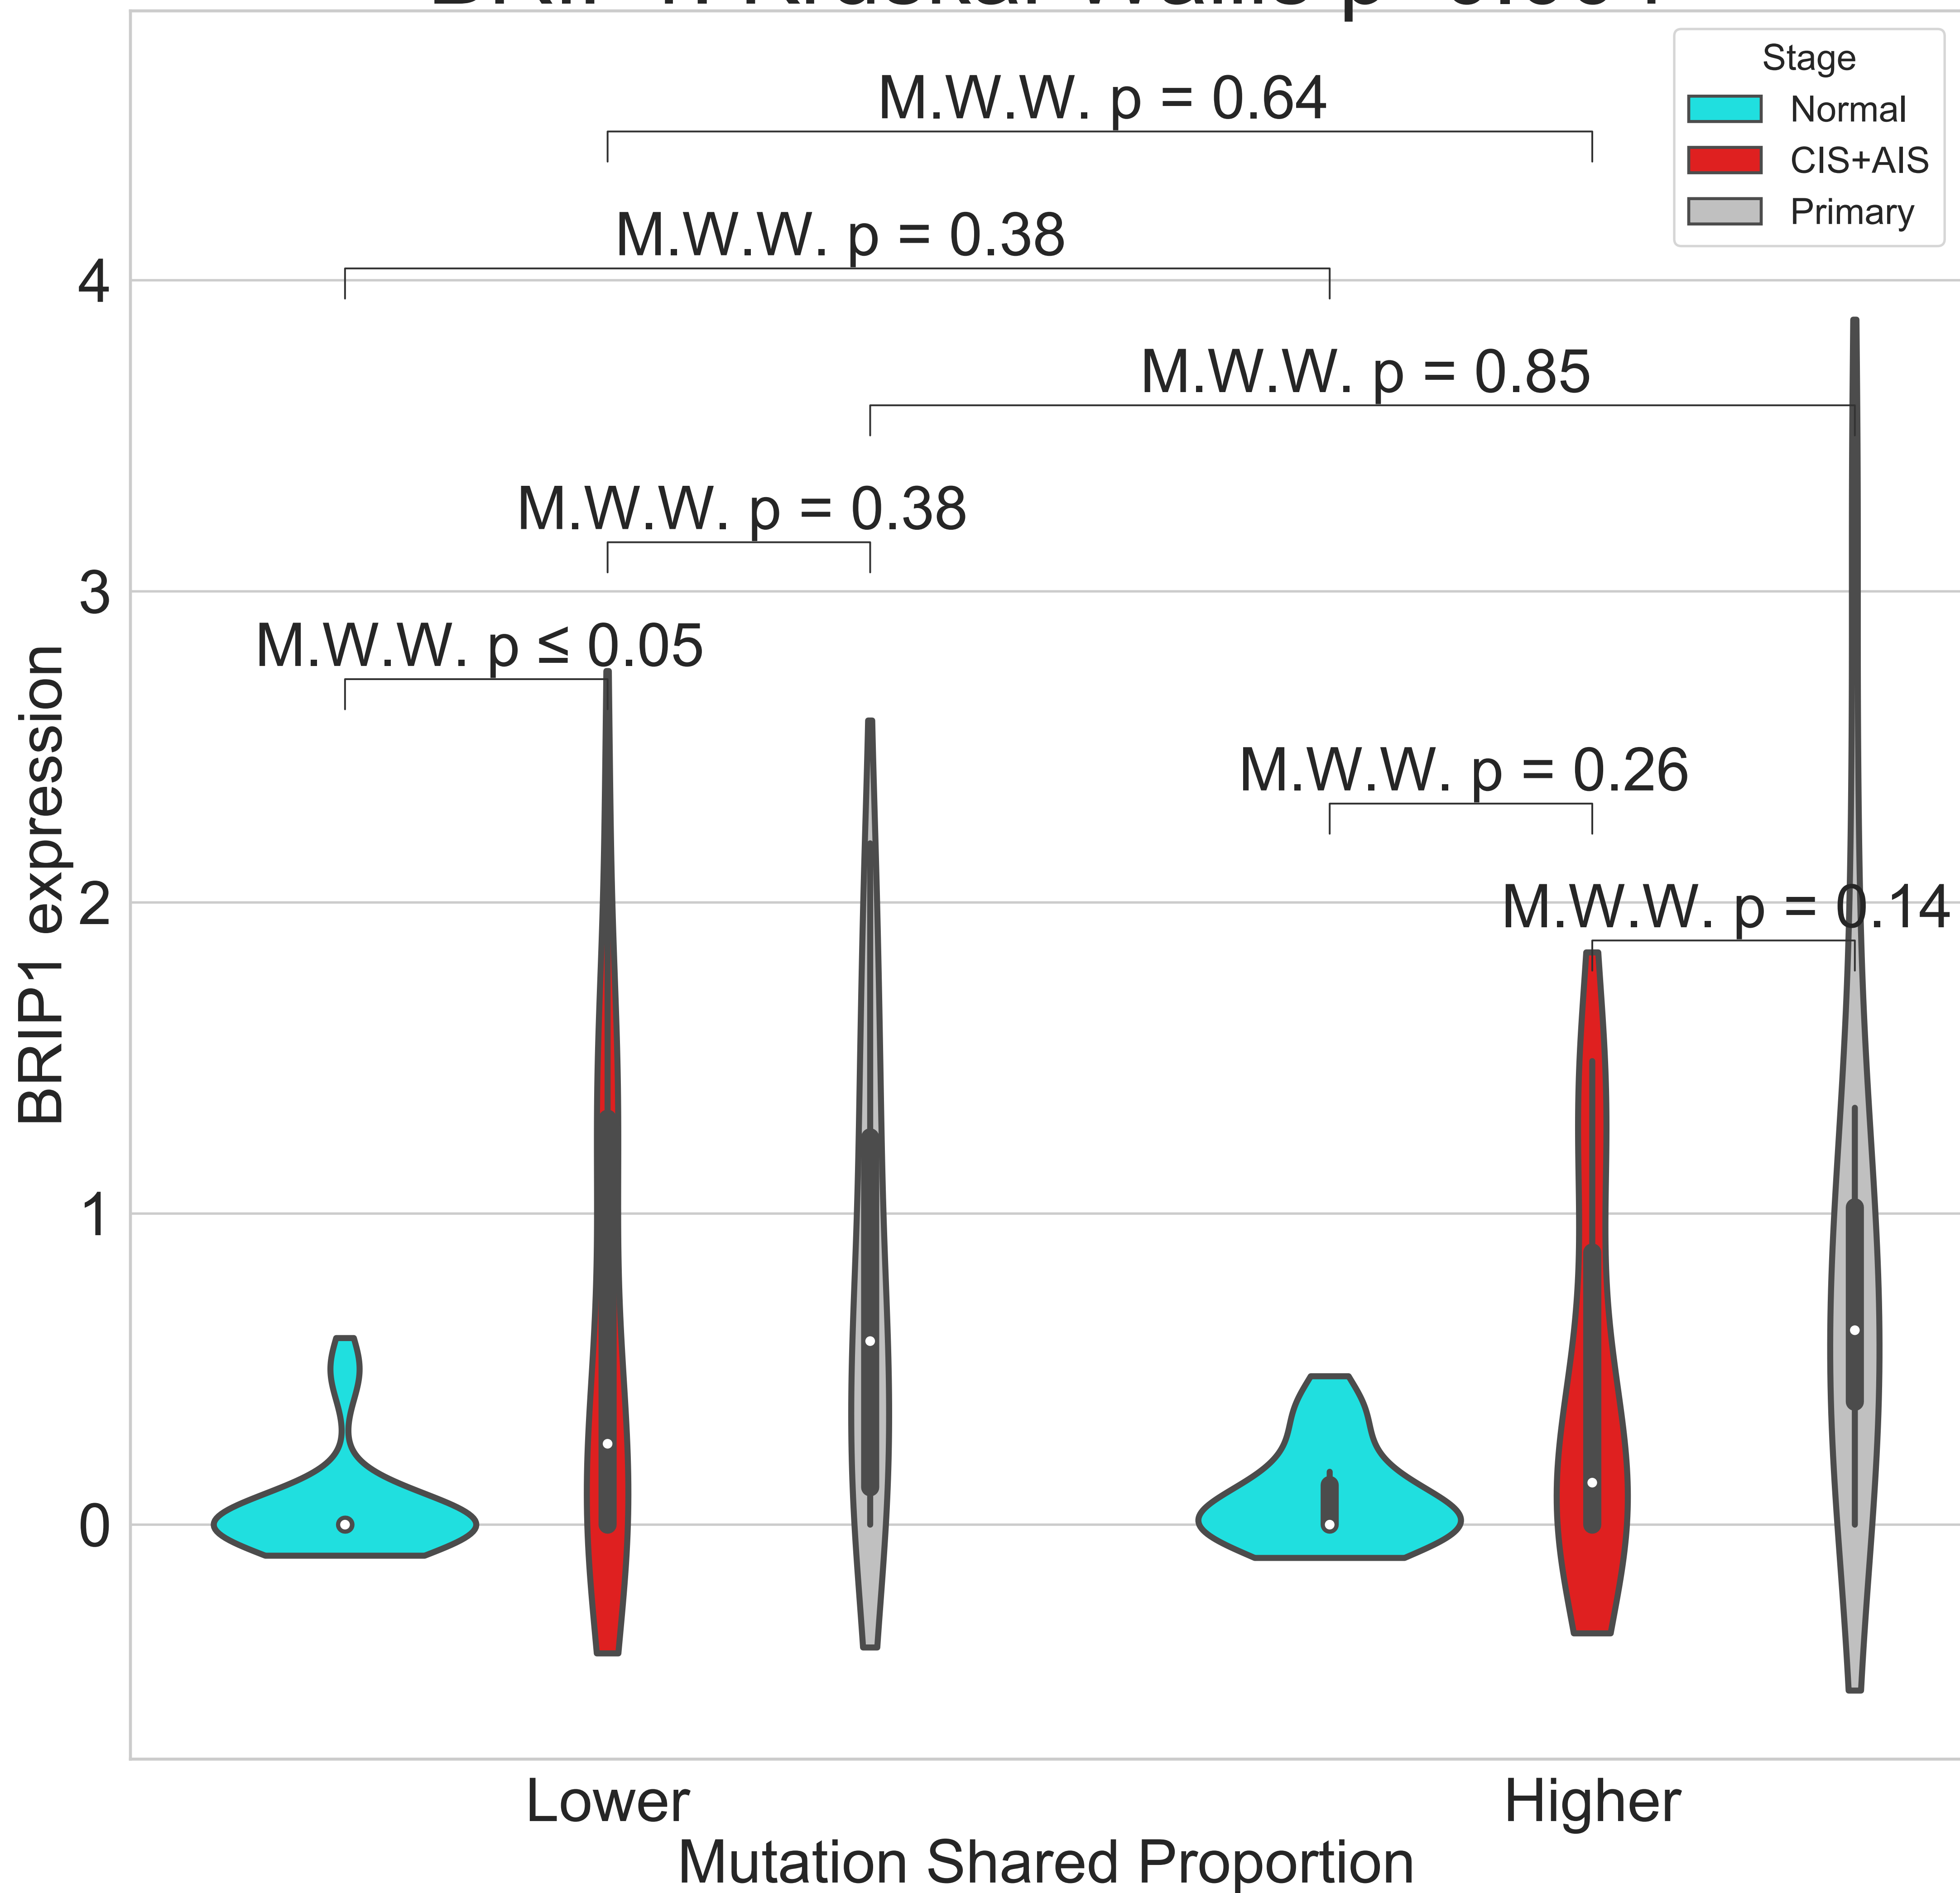 Stage
Normal
CIS+AIS
Primary
M.W.W. p = 0.64
M.W.W. p = 0.38
M.W.W. p = 0.85
M.W.W. p = 0.38
M.W.W. p ≤ 0.05
M.W.W. p = 0.26
M.W.W. p = 0.14
4
3
2
1
0
BRIP1 expression
Lower
Higher
Mutation Shared Proportion